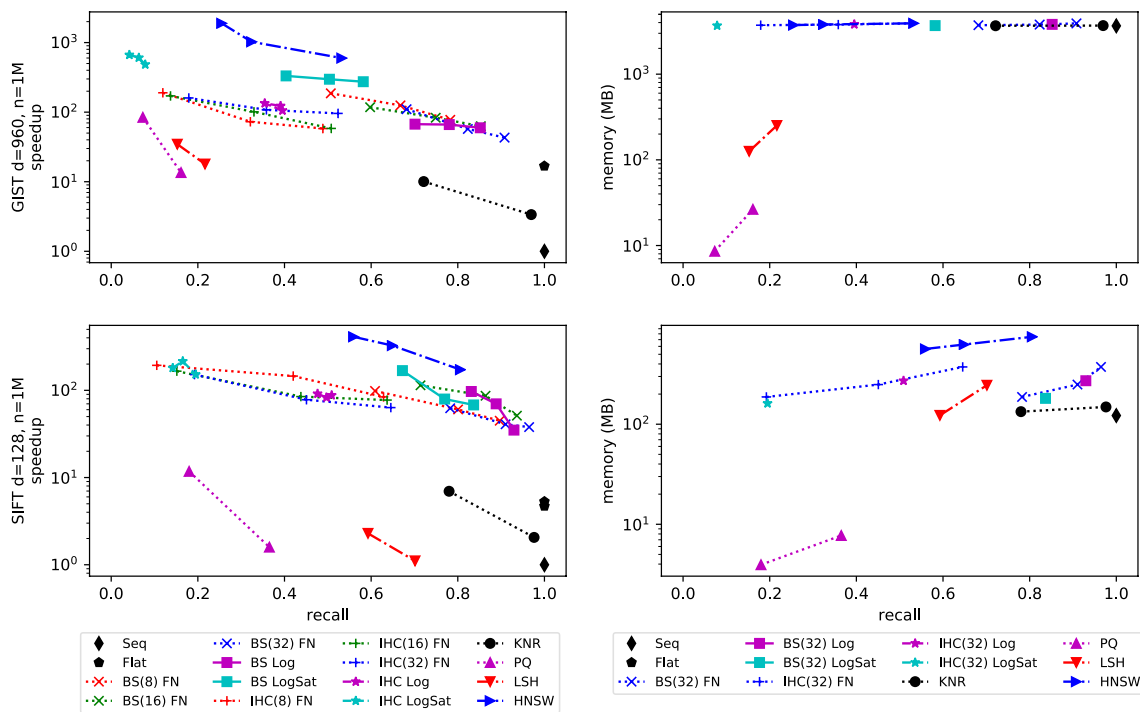 GIST d=960, n=1M
speedup
10³
10²
10¹
10⁰
0.0 0.2 0.4 0.6 0.8 1.0
memory (MB)
10³
10²
10¹
0.0 0.2 0.4 0.6 0.8 1.0
SIFT d=128, n=1M
speedup
10²
10¹
10⁰
0.0 0.2 0.4 0.6 0.8 1.0
recall
memory (MB)
10²
10¹
0.0 0.2 0.4 0.6 0.8 1.0
recall
Seq BS(32) FN IHC(16) FN KNR
Flat BS Log IHC(32) FN PQ
BS(8) FN BS LogSat IHC Log LSH
BS(16) FN IHC(8) FN IHC LogSat HNSW
Seq BS(32) Log IHC(32) Log PQ
Flat BS(32) LogSat IHC(32) LogSat LSH
BS(32) FN IHC(32) FN KNR HNSW